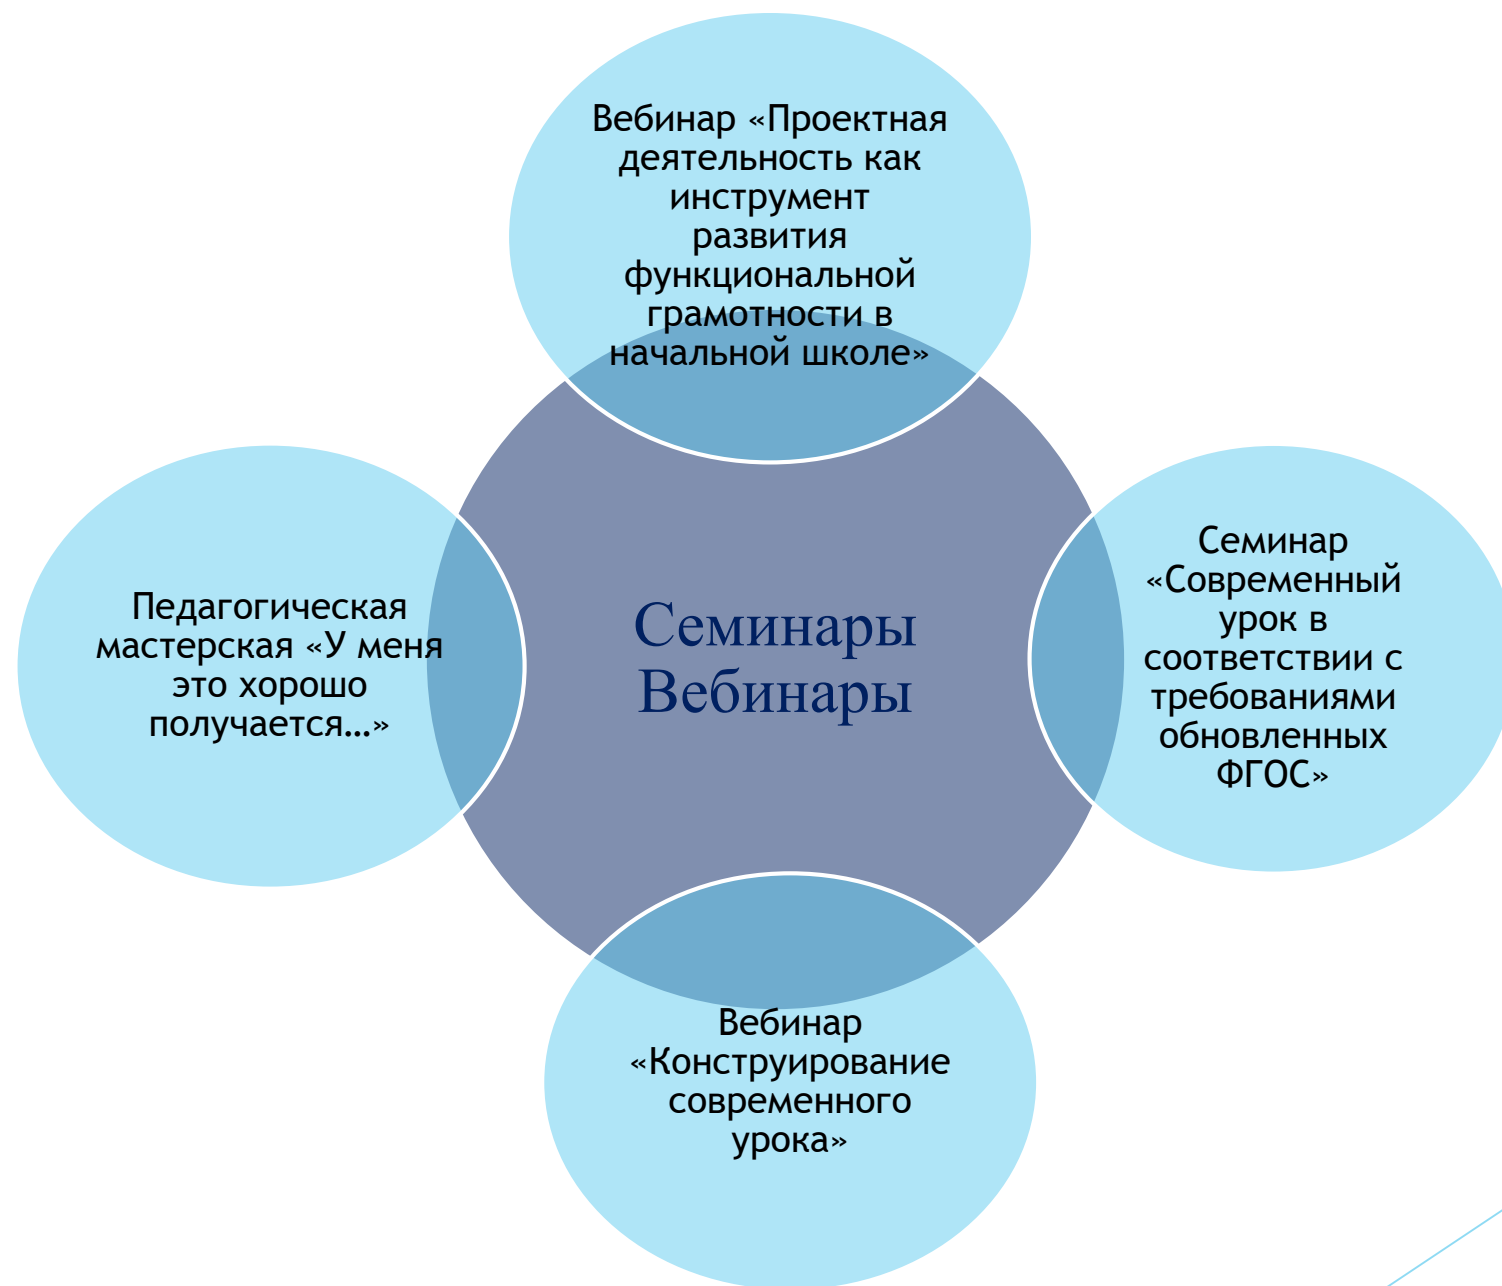 Вебинар «Проектная
деятельность как
инструмент
развития
функциональной
грамотности в
начальной школе»
Семинар
«Современный
урок в
соответствии с
требованиями
обновленных
ФГОС»
Вебинар
«Конструирование
современного
урока»
Педагогическая
мастерская «У меня
это хорошо
получается…»
Семинары
Вебинары